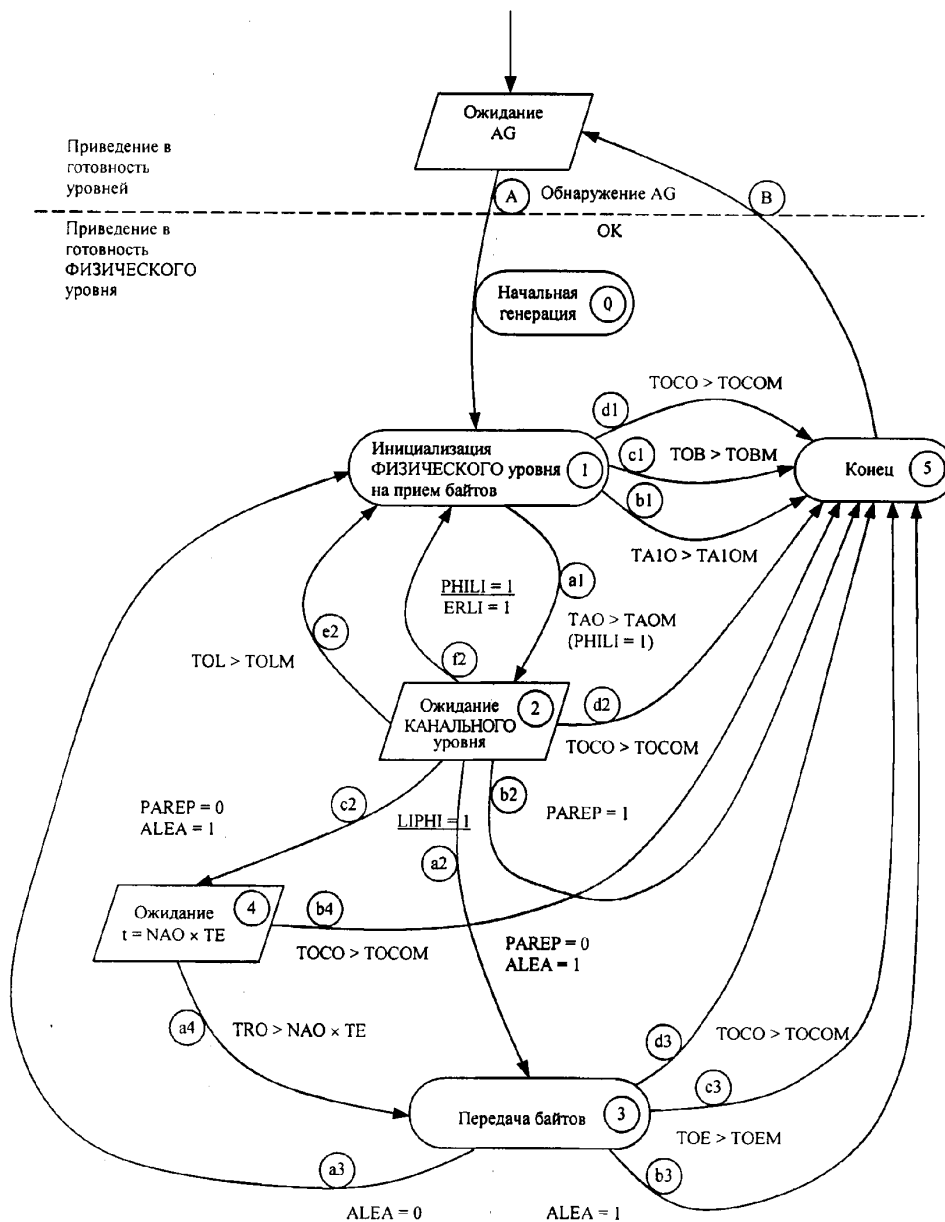 Ожидание
AG
Приведение в
готовность
уровней
A
Обнаружение AG
B
Приведение в
готовность
ФИЗИЧЕСКОГО
уровня
OK
Начальная
генерация
0
TOCO > TOCOM
d1
Инициализация
ФИЗИЧЕСКОГО уровня
на прием байтов
1
c1
TOB > TOBM
Конец
5
b1
TA1O > TA1OM
PHILI = 1
ERLI = 1
a1
TAO > TAOM
(PHILI = 1)
e2
TOL > TOLM
f2
Ожидание
КАНАЛЬНОГО
уровня
2
d2
TOCO > TOCOM
c2
b2
PAREP = 0
ALEA = 1
LIPHI = 1
PAREP = 1
a2
Ожидание
t = NAO × TE
4
b4
TOCO > TOCOM
PAREP = 0
ALEA = 1
a4
TRO > NAO × TE
d3
TOCO > TOCOM
c3
Передача байтов
3
TOE > TOEM
a3
b3
ALEA = 0
ALEA = 1